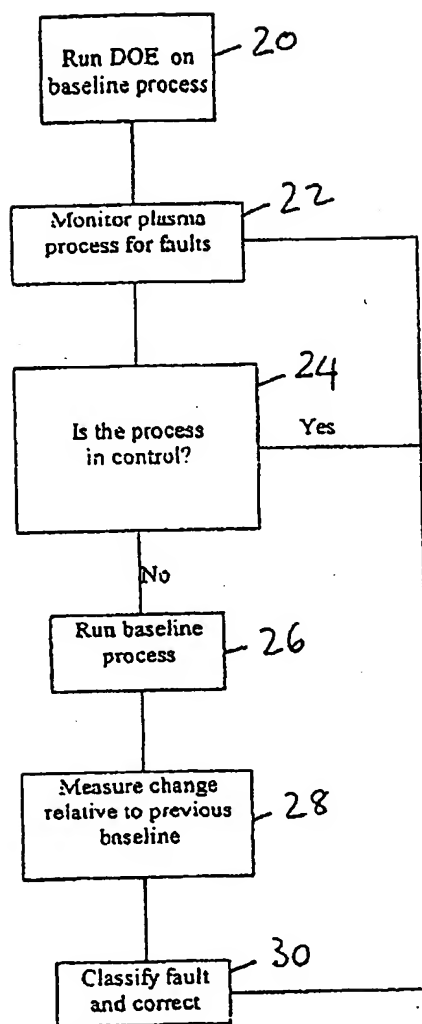 Run DOE on
baseline process
20
Monitor plasma
process for faults
22
Is the process
in control?
24
Yes
No
Run baseline
process
26
Measure change
relative to previous
baseline
28
Classify fault
and correct
30